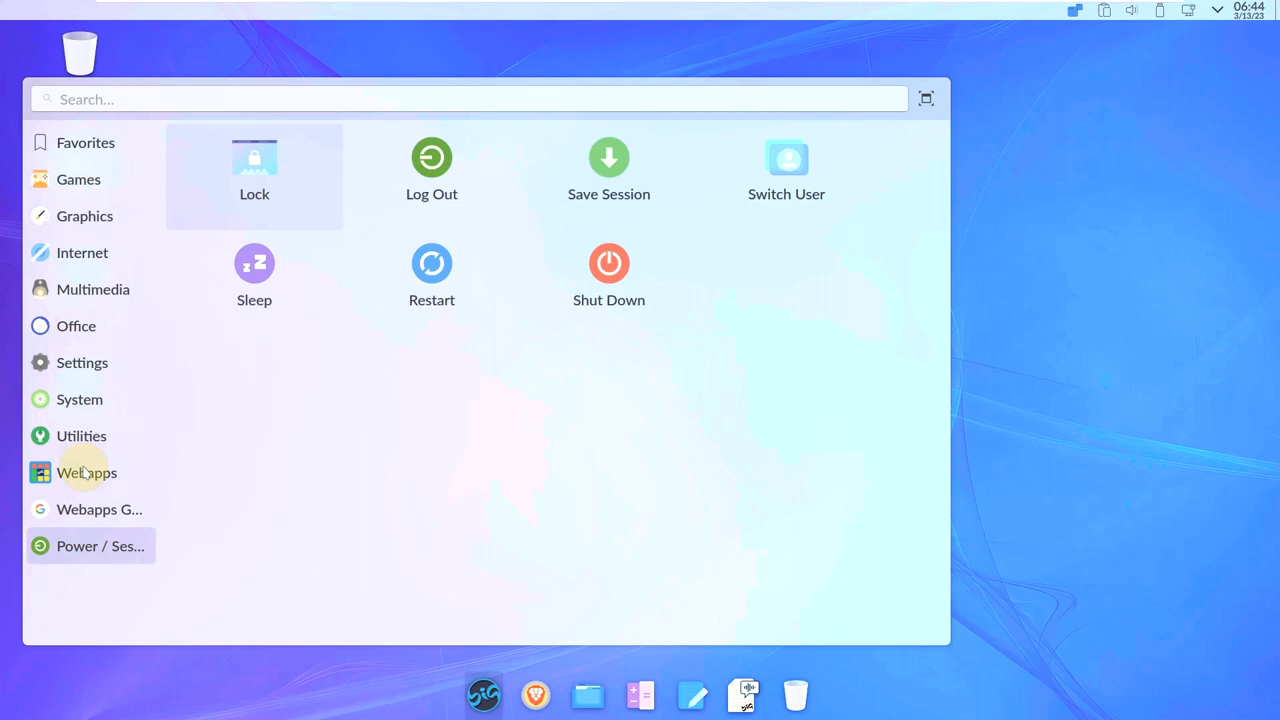 06:44
3/13/23
Search...
Favorites
Games
Graphics
Internet
Multimedia
Office
Settings
System
Utilities
Webapps
Webapps G...
Power / Ses...
Lock
Log Out
Save Session
Switch User
Sleep
Restart
Shut Down